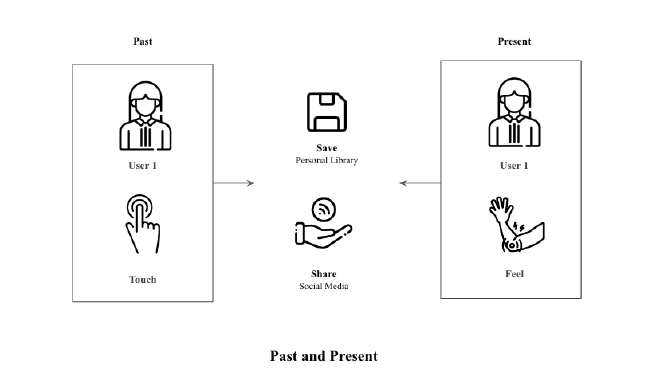 Past
Present
User 1
Touch
Save
Personal Library
Share
Social Media
User 1
Feel
Past and Present